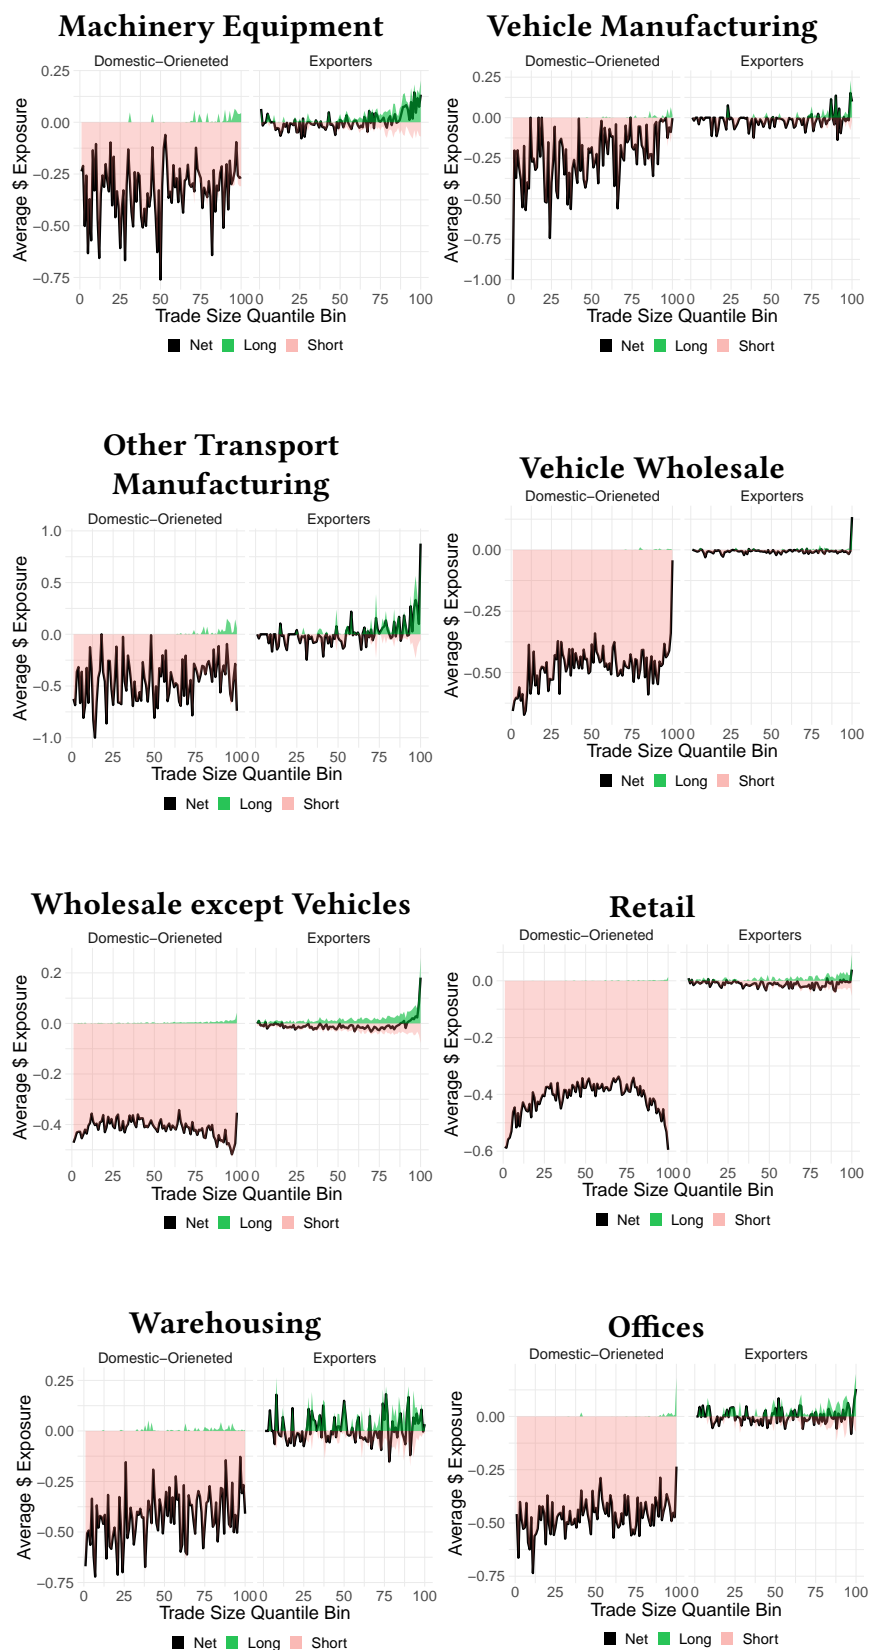 Machinery Equipment
Domestic−Orieneted Exporters
0.25
0.00
−0.25
−0.50
−0.75
Average $ Exposure
0 25 50 75 100 0 25 50 75 100
Trade Size Quantile Bin
Net Long Short
Vehicle Manufacturing
Domestic−Orieneted Exporters
0.25
0.00
−0.25
−0.50
−0.75
−1.00
Average $ Exposure
0 25 50 75 100 0 25 50 75 100
Trade Size Quantile Bin
Net Long Short
Other Transport
Manufacturing
Domestic−Orieneted Exporters
1.0
0.5
0.0
−0.5
−1.0
Average $ Exposure
0 25 50 75 100 0 25 50 75 100
Trade Size Quantile Bin
Net Long Short
Vehicle Wholesale
Domestic−Orieneted Exporters
0.00
−0.25
−0.50
Average $ Exposure
0 25 50 75 100 0 25 50 75 100
Trade Size Quantile Bin
Net Long Short
Wholesale except Vehicles
Domestic−Orieneted Exporters
0.2
0.0
−0.2
−0.4
Average $ Exposure
0 25 50 75 100 0 25 50 75 100
Trade Size Quantile Bin
Net Long Short
Retail
Domestic−Orieneted Exporters
0.0
−0.2
−0.4
−0.6
Average $ Exposure
0 25 50 75 100 0 25 50 75 100
Trade Size Quantile Bin
Net Long Short
Warehousing
Domestic−Orieneted Exporters
0.25
0.00
−0.25
−0.50
−0.75
Average $ Exposure
0 25 50 75 100 0 25 50 75 100
Trade Size Quantile Bin
Net Long Short
Offices
Domestic−Orieneted Exporters
0.00
−0.25
−0.50
−0.75
Average $ Exposure
0 25 50 75 100 0 25 50 75 100
Trade Size Quantile Bin
Net Long Short